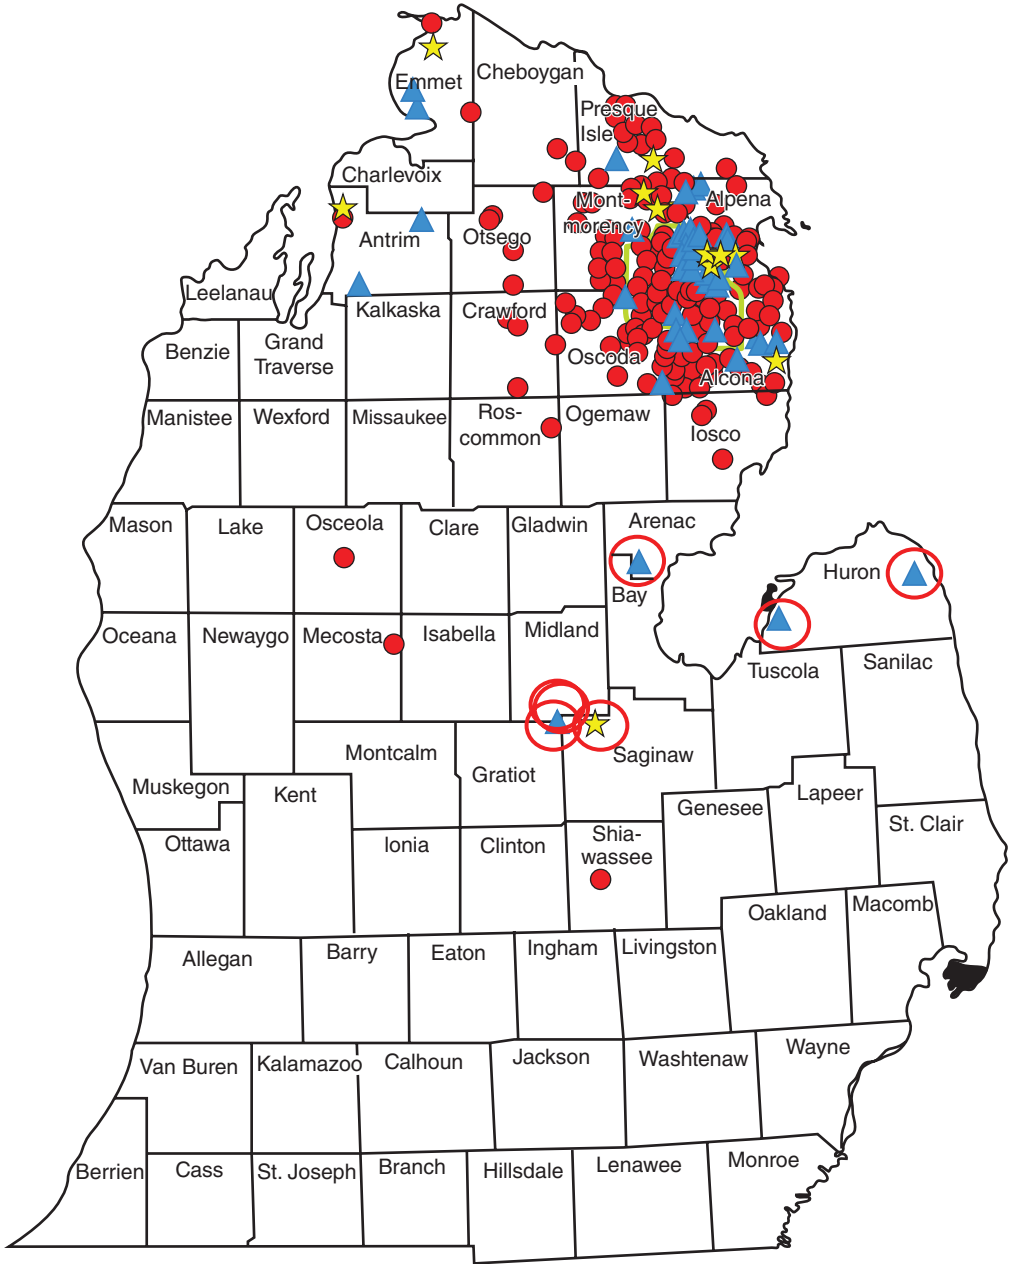 Emmet
Cheboygan
Presque
Isle
Charlevoix
Mont-
morency
Alpena
Antrim
Otsego
Leelanau
Kalkaska
Crawford
Oscoda
Alcona
Benzie
Grand
Traverse
Manistee
Wexford
Missaukee
Ros-
common
Ogemaw
Iosco
Mason
Lake
Osceola
Clare
Gladwin
Arenac
Huron
Bay
Oceana
Newaygo
Mecosta
Isabella
Midland
Tuscola
Sanilac
Muskegon
Montcalm
Gratiot
Saginaw
Kent
Genesee
Lapeer
St. Clair
Ottawa
Ionia
Clinton
Shia-
wassee
Oakland
Macomb
Allegan
Barry
Eaton
Ingham
Livingston
Van Buren
Kalamazoo
Calhoun
Jackson
Washtenaw
Wayne
Berrien
Cass
St. Joseph
Branch
Hillsdale
Lenawee
Monroe